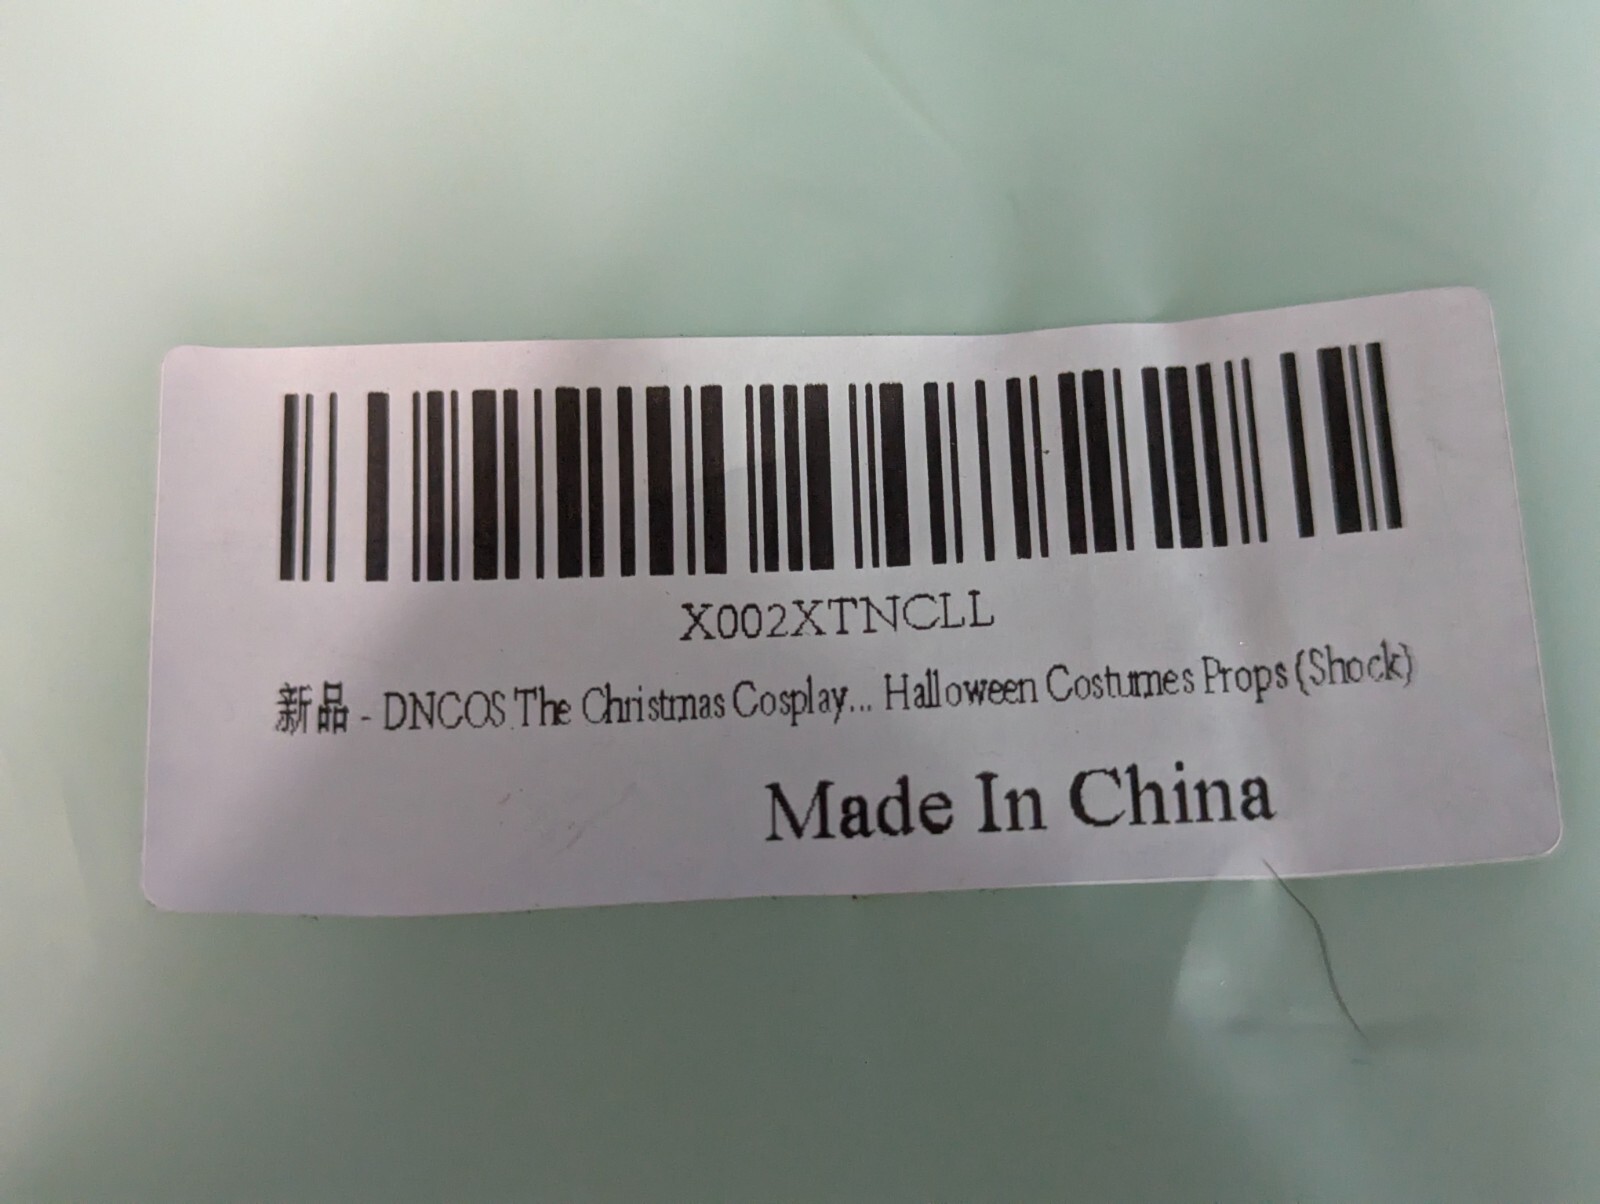 X002XTNCLL
新品 - DNCOS The Christmas Cosplay... Halloween Costumes Props (Shock)
Made In China